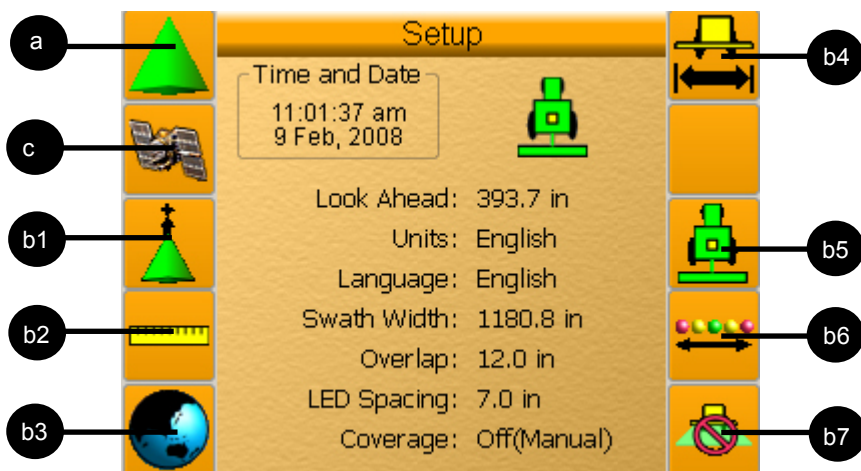 Setup
Time and Date
11:01:37 am
9 Feb, 2008
Look Ahead: 393.7 in
Units: English
Language: English
Swath Width: 1180.8 in
Overlap: 12.0 in
LED Spacing: 7.0 in
Coverage: Off(Manual)
a
c
b1
b2
b3
b4
b5
b6
b7